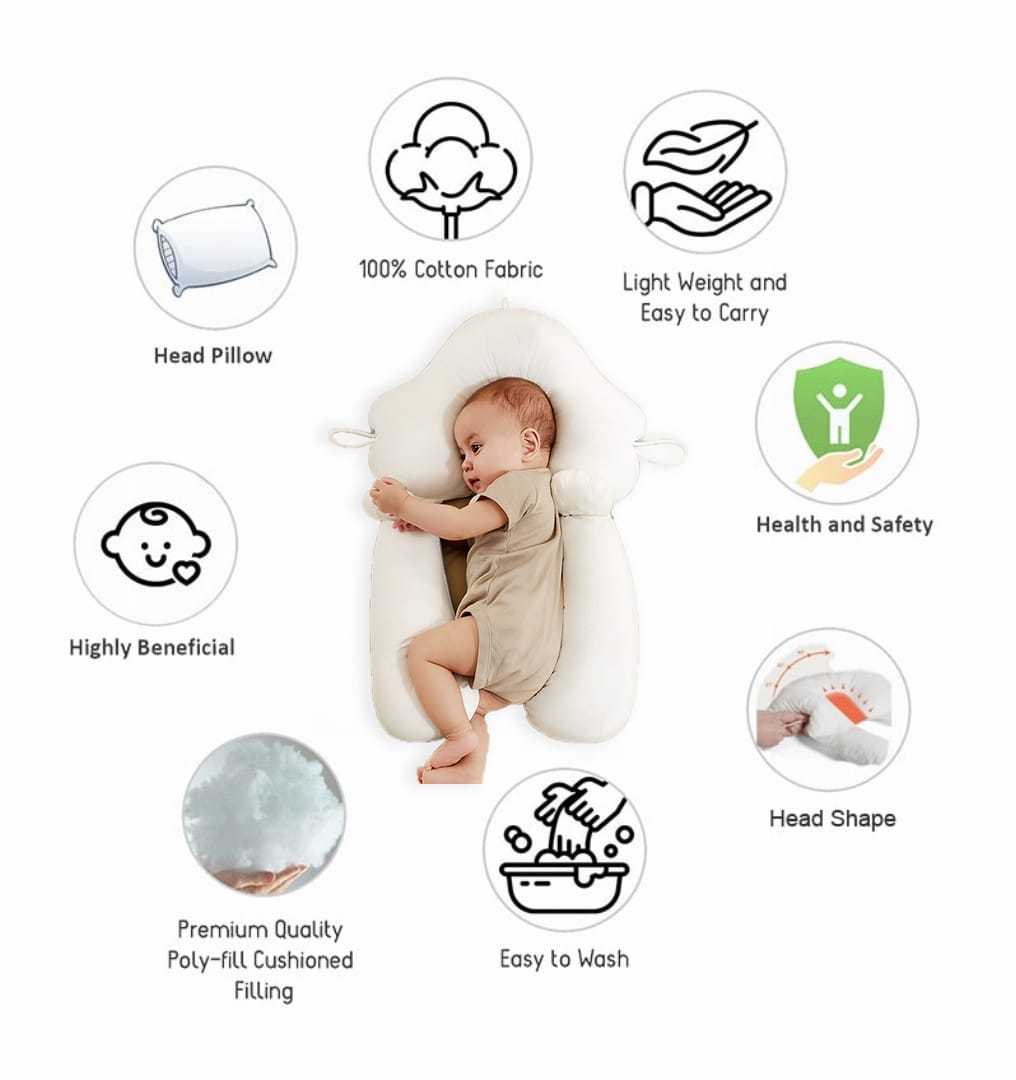 100% Cotton Fabric
Light Weight and
Easy to Carry
Head Pillow
Health and Safety
Highly Beneficial
Head Shape
Premium Quality
Poly-fill Cushioned
Filling
Easy to Wash